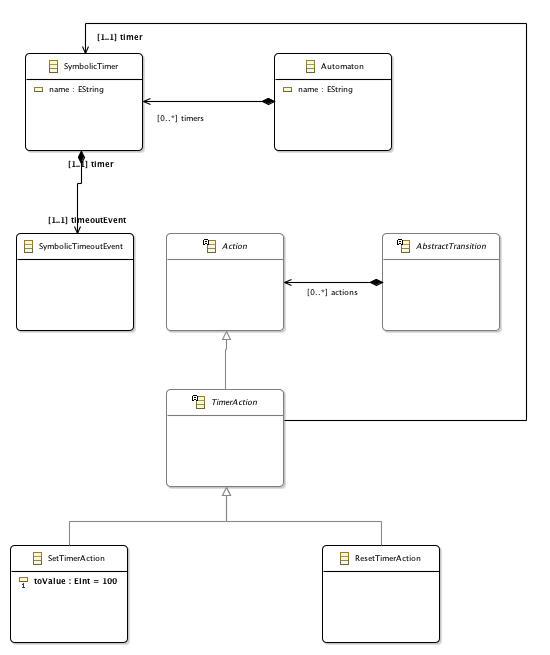 [1..1] timer
SymbolicTimer
name : EString
Automaton
name : EString
[0..*] timers
[1..1] timer
[1..1] timeoutEvent
SymbolicTimeoutEvent
Action
AbstractTransition
[0..*] actions
TimerAction
SetTimerAction
toValue : EInt = 100
ResetTimerAction